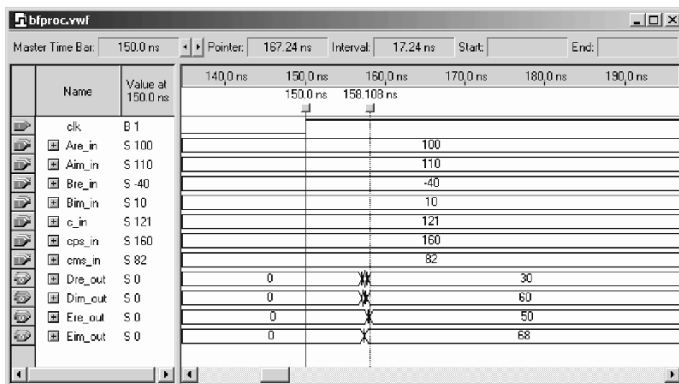 bfproc.vwf
Master Time Bar: 150.0 ns Pointer: 167.24 ns Interval: 17.24 ns Start: End:
Name Value at 150.0 ns 140.0 ns 150.0 ns 160.0 ns 170.0 ns 180.0 ns 190.0 ns
150.0 ns 158.108 ns
clk B 1
Are_in S 100 100
Aim_in S 110 110
Bre_in S -40 -40
Bim_in S 10 10
c_in S 121 121
cps_in S 160 160
cms_in S 82 82
Dre_out S 0 0 30
Dim_out S 0 0 60
Ere_out S 0 0 50
Eim_out S 0 0 68